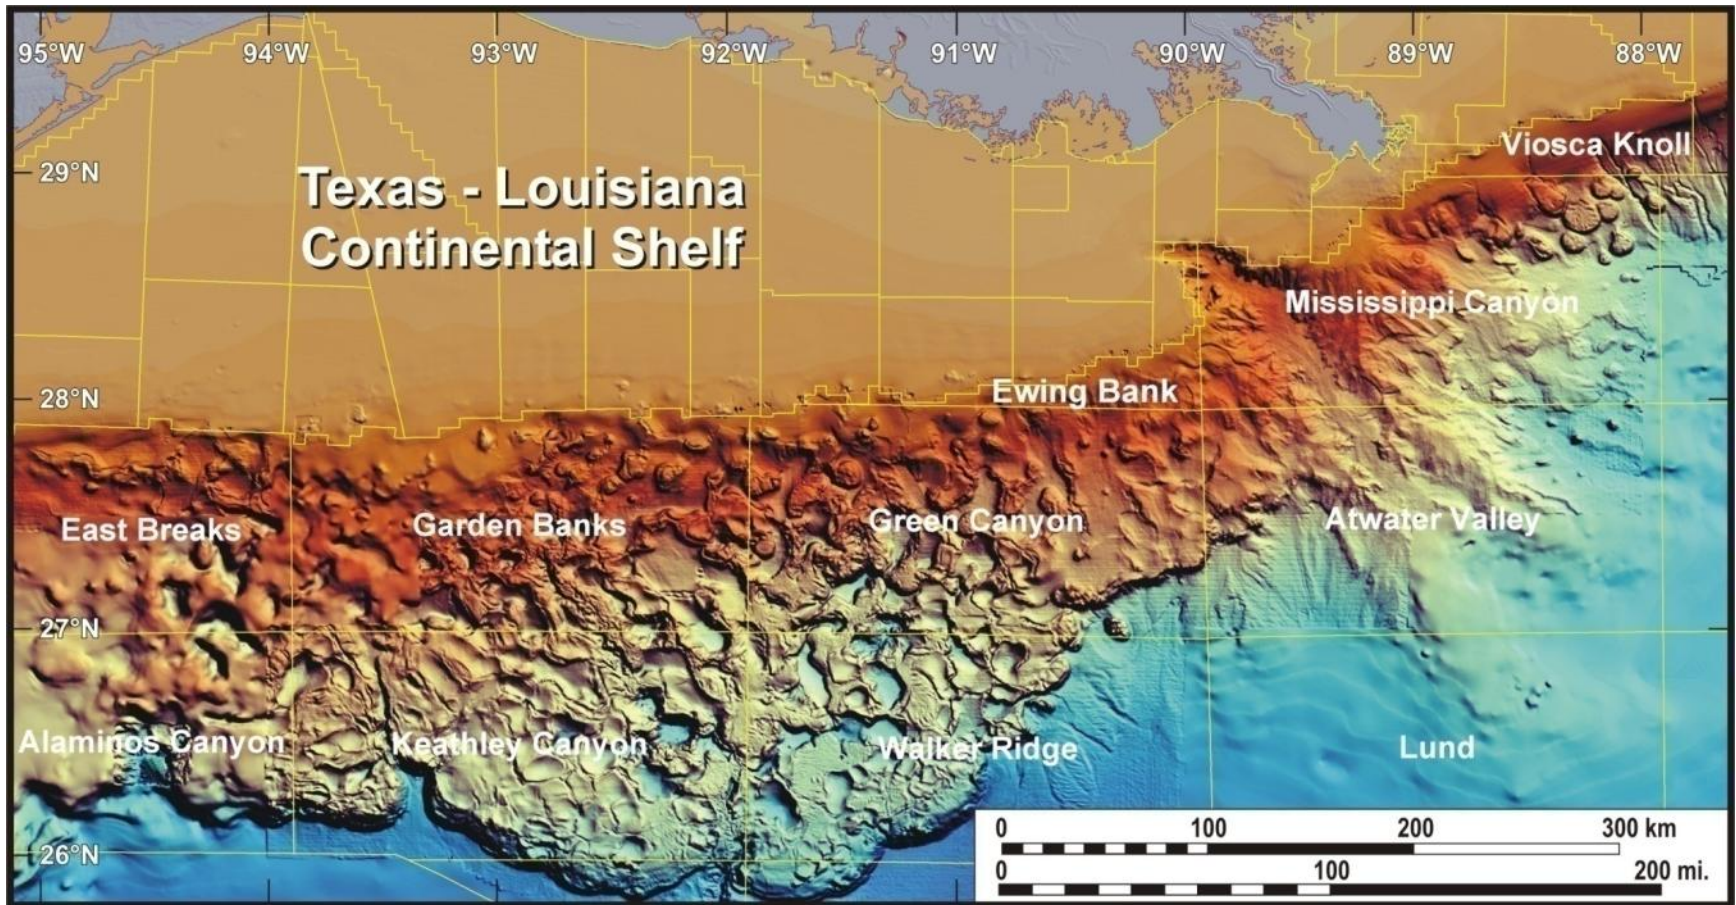 95°W 94°W 93°W 92°W 91°W 90°W 89°W 88°W
Viosca Knoll
29°N
Texas - Louisiana
Continental Shelf
Mississippi Canyon
28°N
Ewing Bank
East Breaks
Garden Banks
Green Canyon
Atwater Valley
27°N
Alaminos Canyon
Keathley Canyon
Walker Ridge
Lund
26°N
0 100 200 300 km
0 100 200 mi.